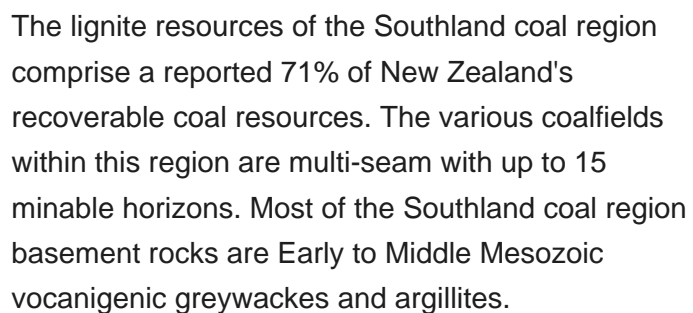 The lignite resources of the Southland coal region
comprise a reported 71% of New Zealand's
recoverable coal resources. The various coalfields
within this region are multi-seam with up to 15
minable horizons. Most of the Southland coal region
basement rocks are Early to Middle Mesozoic
vocanigenic greywackes and argillites.